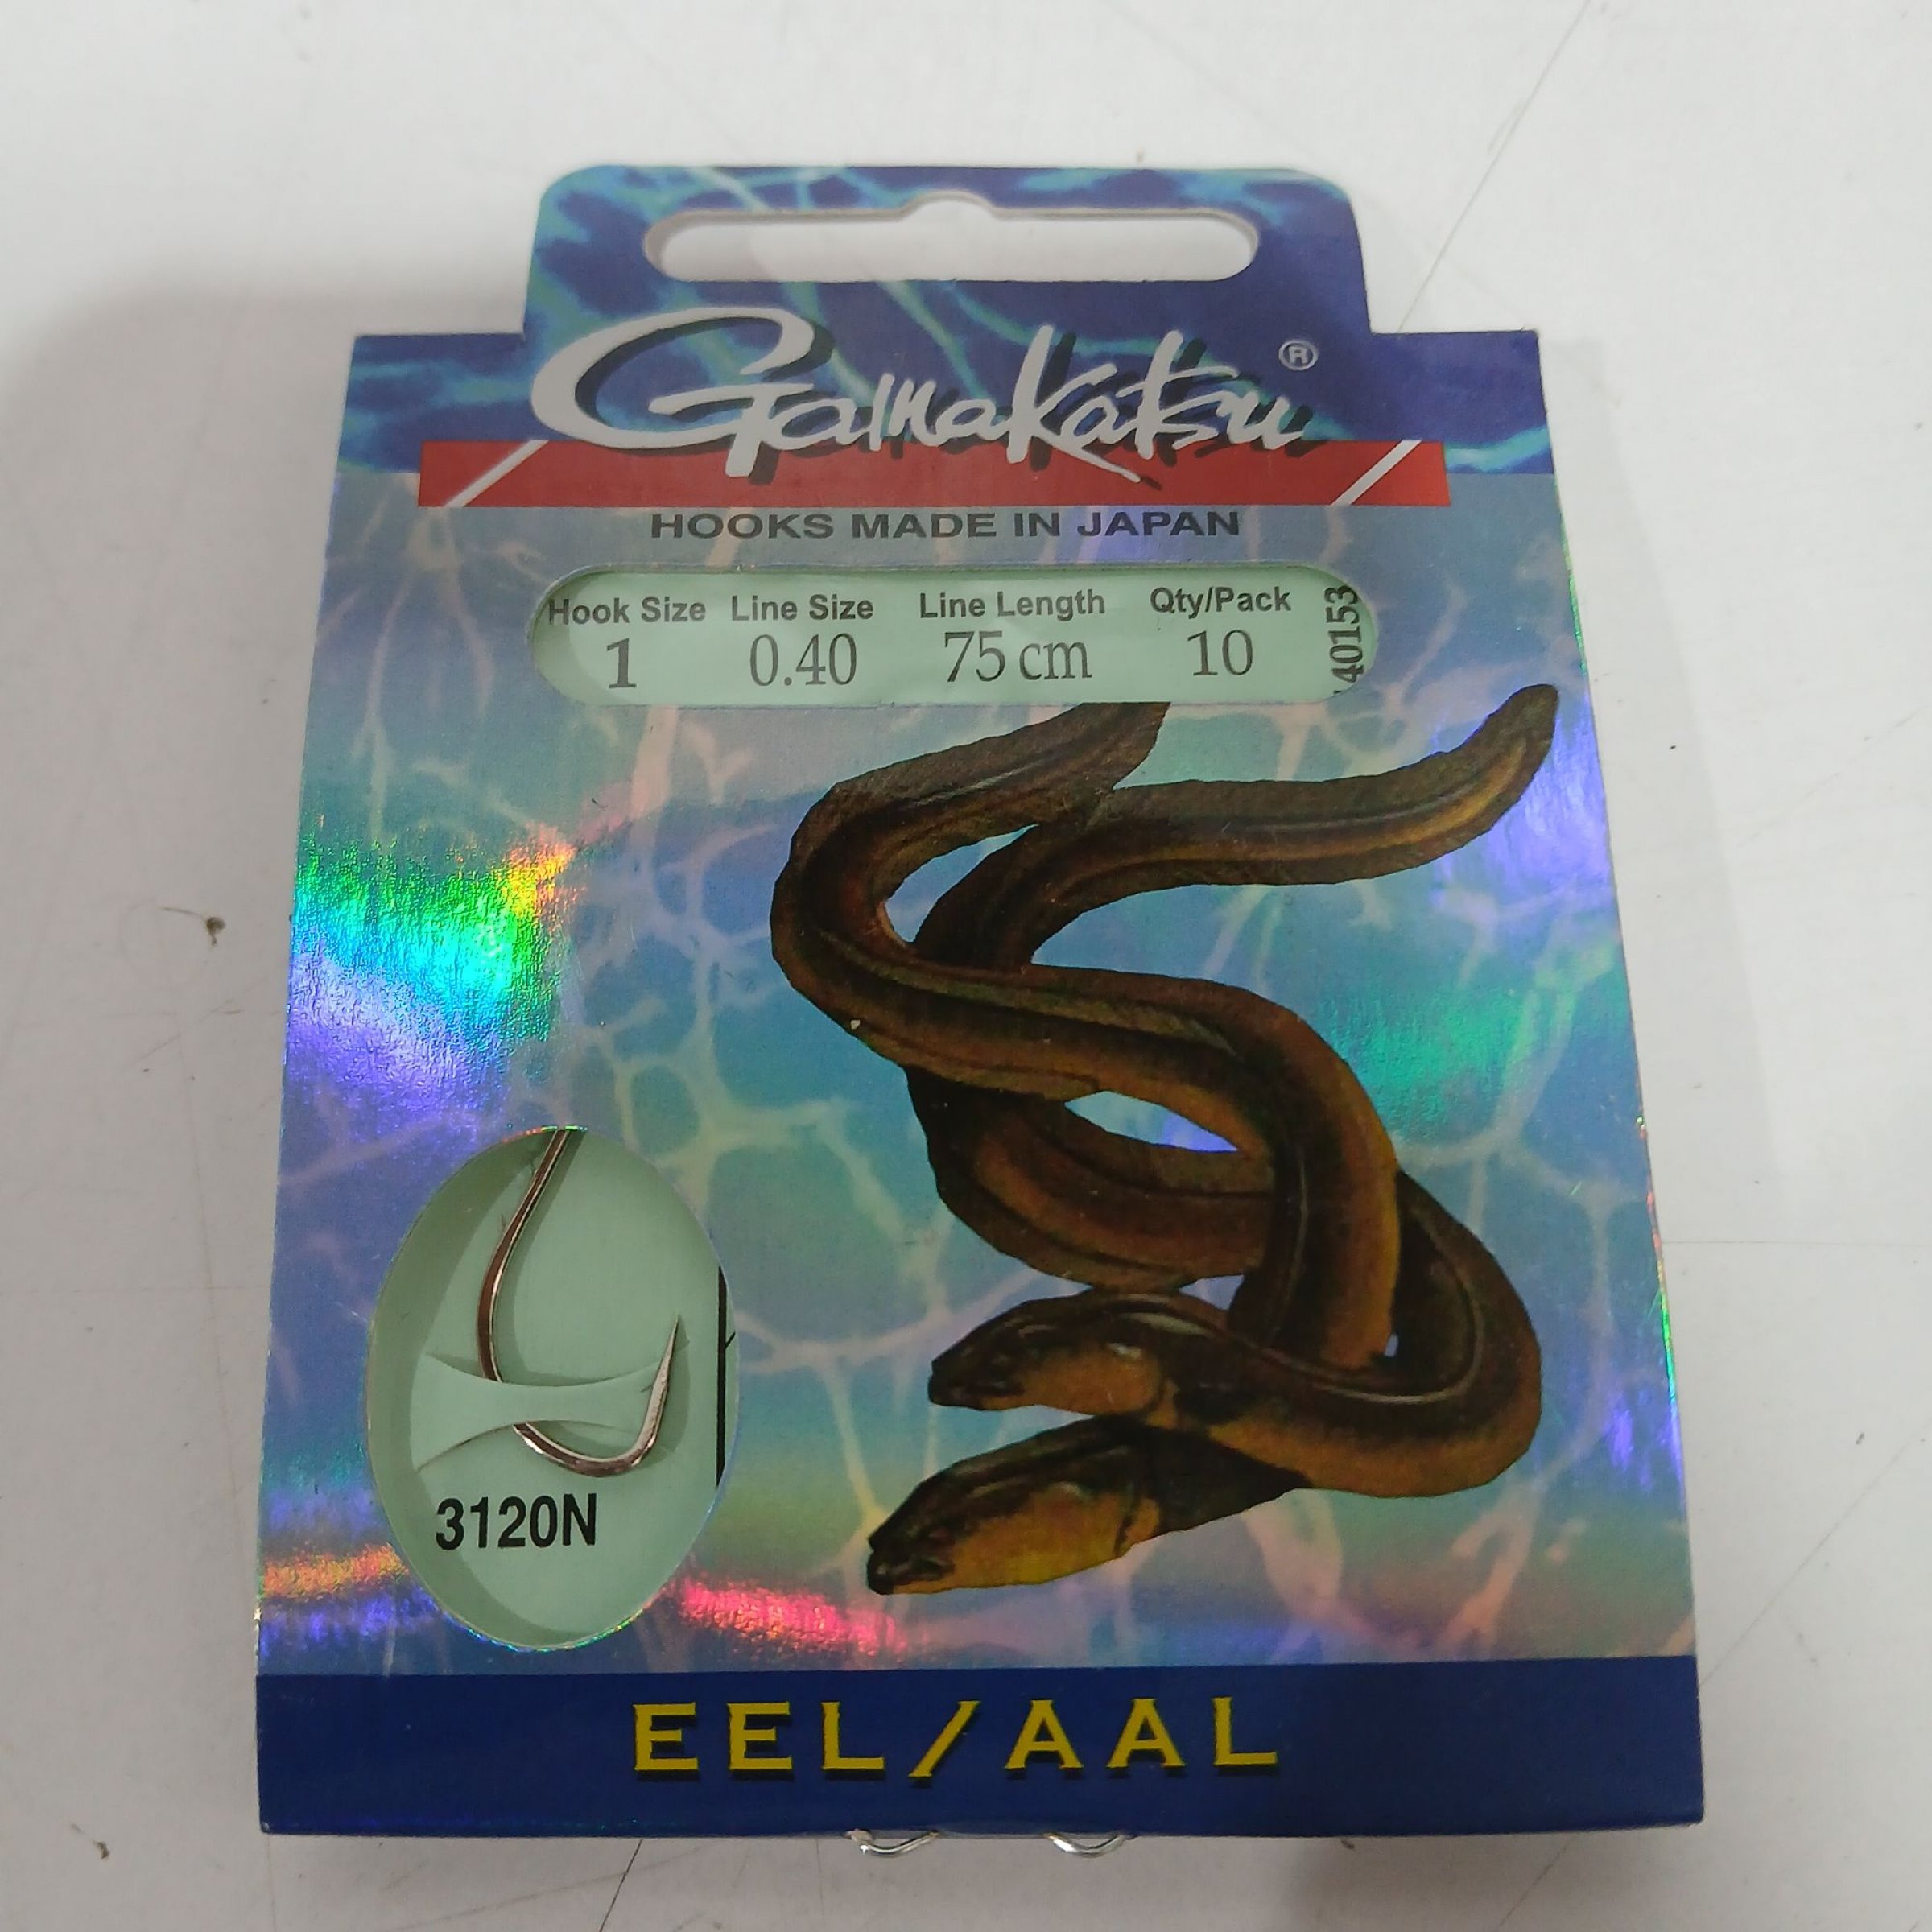 Gamakatsu®
HOOKS MADE IN JAPAN
Hook Size Line Size Line Length Qty/Pack
1 0.40 75 cm 10
40153
3120N
EEL/AAL